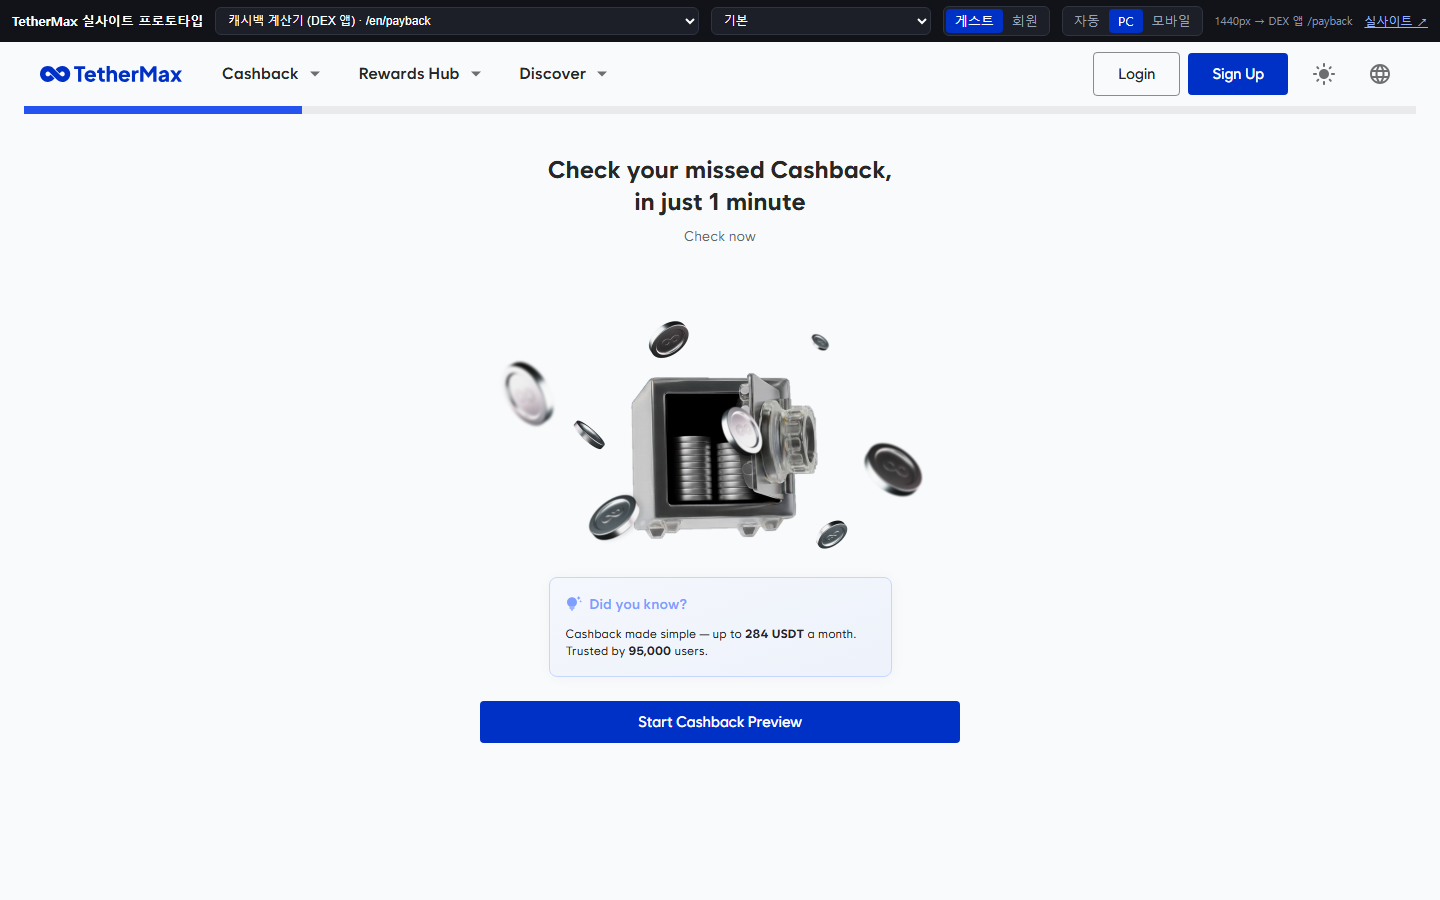 TetherMax 실사이트 프로토타입
캐시백 계산기 (DEX 앱) · /en/payback
기본
게스트 회원
자동 PC 모바일
1440px → DEX 앱 /payback
실사이트 ↗
TetherMax
Cashback
Rewards Hub
Discover
Login
Sign Up
Check your missed Cashback,
in just 1 minute
Check now
Did you know?
Cashback made simple — up to 284 USDT a month.
Trusted by 95,000 users.
Start Cashback Preview